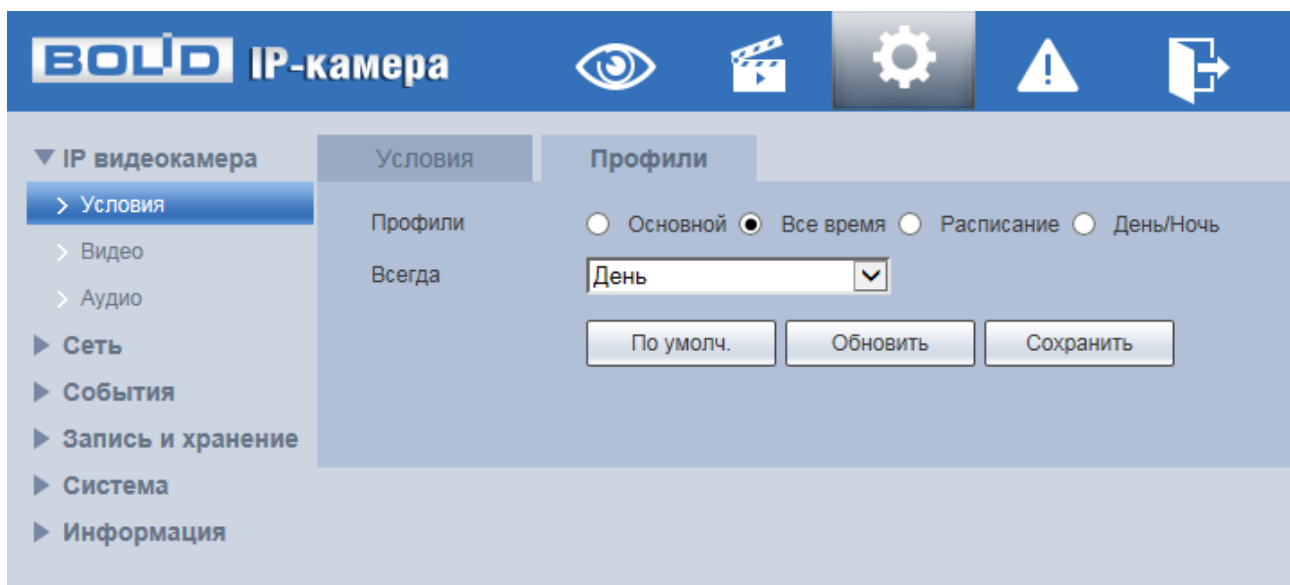 BOLID IP-камера
IP видеокамера
Условия
Видео
Аудио
Сеть
События
Запись и хранение
Система
Информация
Условия Профили
Профили Основной Все время Расписание День/Ночь
Всегда День
По умолч. Обновить Сохранить